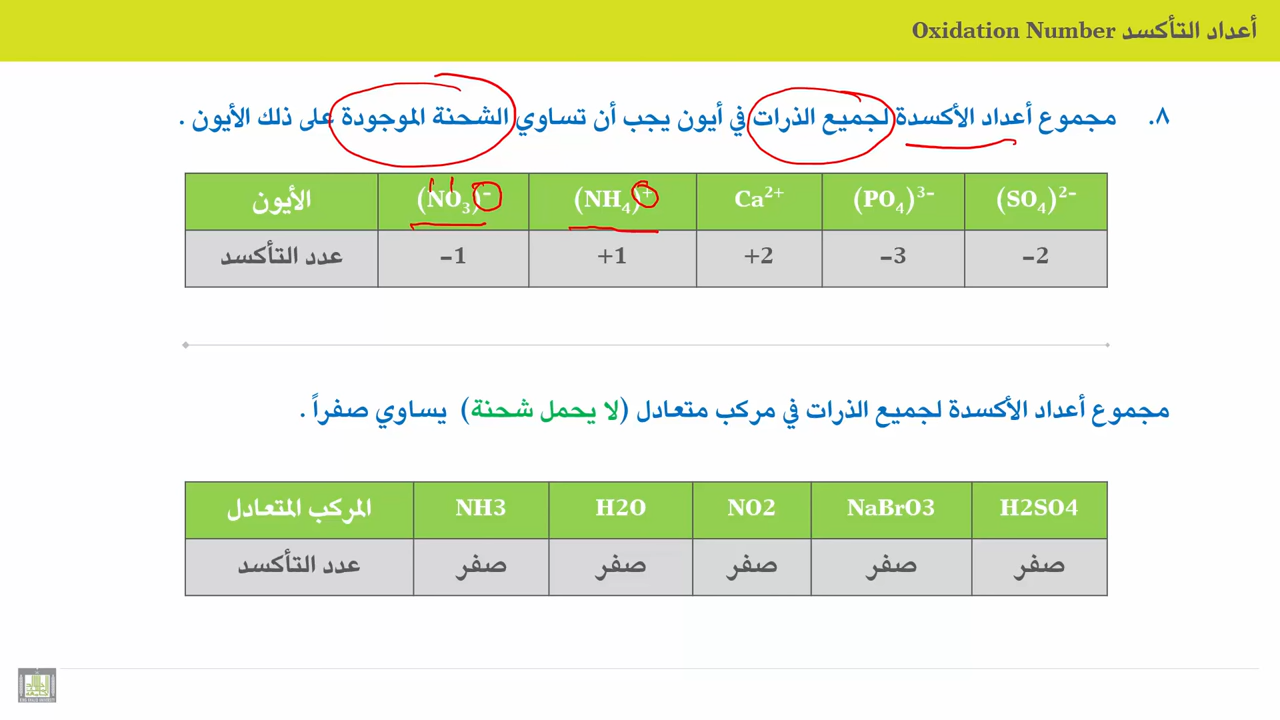 أعداد التأكسد Oxidation Number
٨. مجموع أعداد الأكسدة لجميع الذرات في أيون يجب أن تساوي الشحنة الموجودة على ذلك الأيون .
الأيون (NO₃)⁻ (NH₄)⁺ Ca²⁺ (PO₄)³⁻ (SO₄)²⁻
عدد التأكسد −1 +1 +2 −3 −2
مجموع أعداد الأكسدة لجميع الذرات في مركب متعادل (لا يحمل شحنة) يساوي صفراً .
المركب المتعادل NH3 H2O NO2 NaBrO3 H2SO4
عدد التأكسد صفر صفر صفر صفر صفر